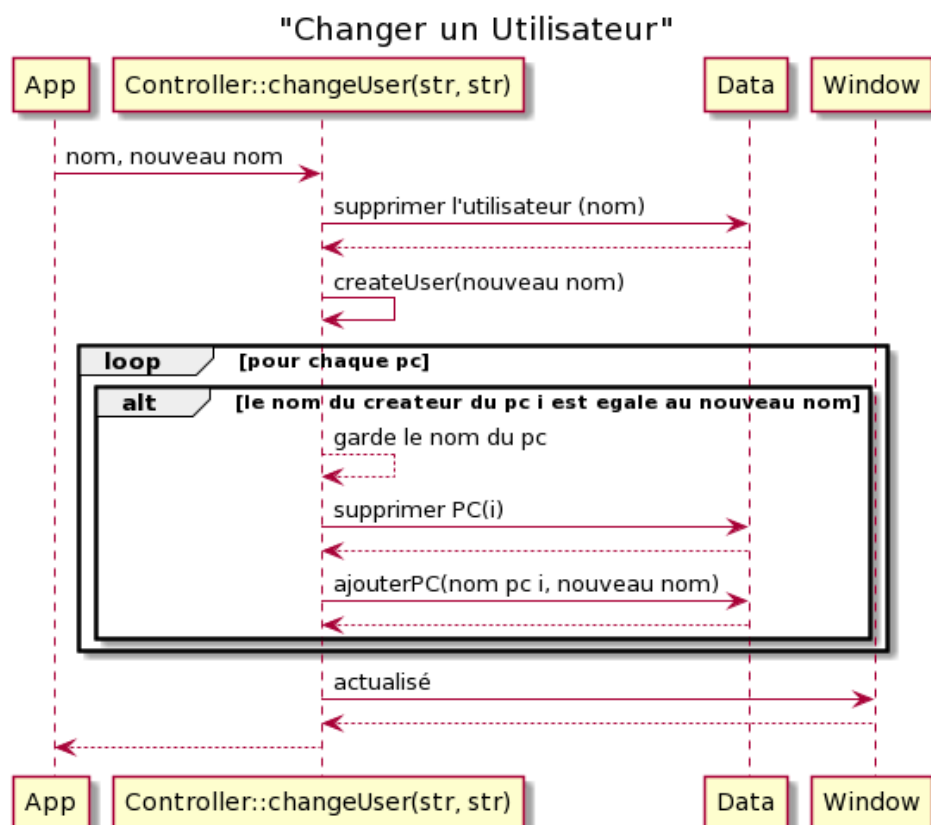 "Changer un Utilisateur"
App
Controller::changeUser(str, str)
Data
Window
nom, nouveau nom
supprimer l'utilisateur (nom)
createUser(nouveau nom)
loop
[pour chaque pc]
alt
[le nom du createur du pc i est egale au nouveau nom]
garde le nom du pc
supprimer PC(i)
ajouterPC(nom pc i, nouveau nom)
actualisé
App
Controller::changeUser(str, str)
Data
Window